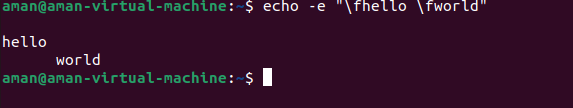 aman@aman-virtual-machine:~$ echo -e "\fhello \fworld"
hello
world
aman@aman-virtual-machine:~$